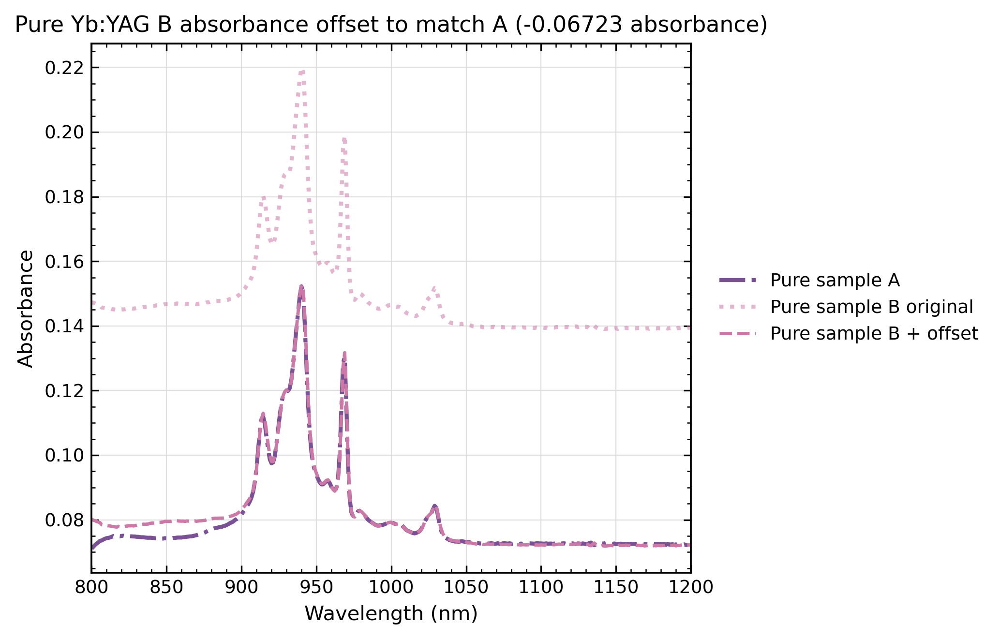 Pure Yb:YAG B absorbance offset to match A (-0.06723 absorbance)
0.22
0.20
0.18
0.16
0.14
0.12
0.10
0.08
Absorbance
800 850 900 950 1000 1050 1100 1150 1200
Wavelength (nm)
Pure sample A
Pure sample B original
Pure sample B + offset